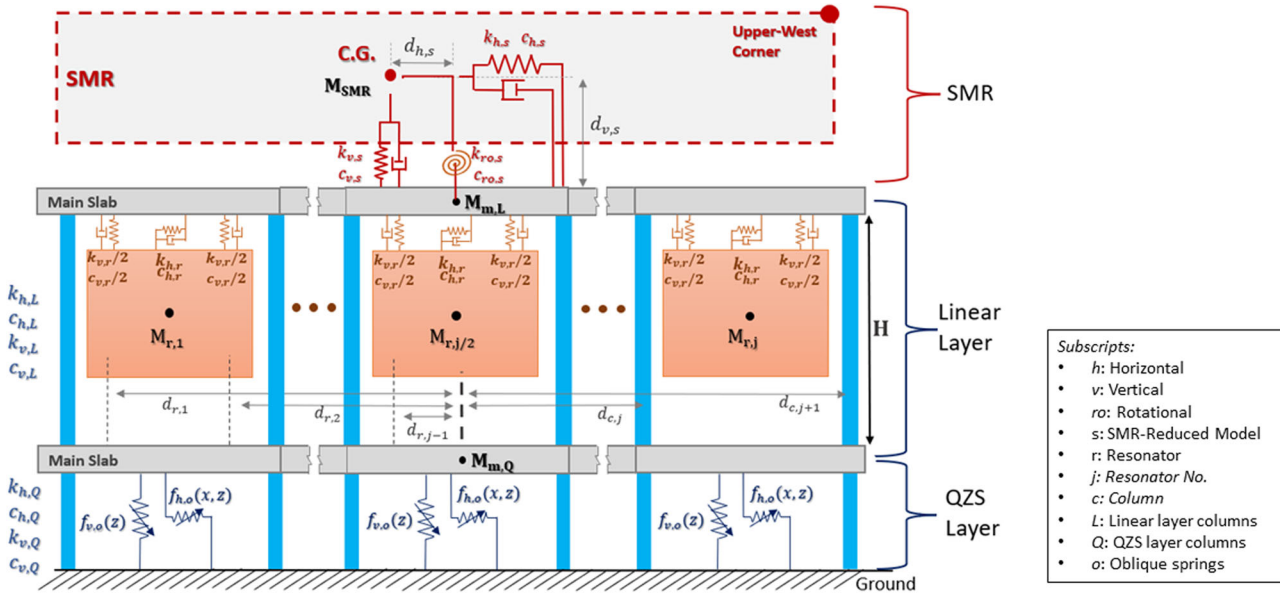 Upper-West
Corner
C.G.
d_{h,s}
k_{h,s} c_{h,s}
SMR
M_{SMR}
SMR
d_{v,s}
k_{v,s}
c_{v,s}
k_{ro,s}
c_{ro,s}
Main Slab
M_{m,L}
k_{v,r}/2 k_{h,r} k_{v,r}/2
c_{v,r}/2 c_{h,r} c_{v,r}/2
k_{v,r}/2 k_{h,r} k_{v,r}/2
c_{v,r}/2 c_{h,r} c_{v,r}/2
k_{v,r}/2 k_{h,r} k_{v,r}/2
c_{v,r}/2 c_{h,r} c_{v,r}/2
k_{h,L}
c_{h,L}
k_{v,L}
c_{v,L}
M_{r,1}
M_{r,j/2}
M_{r,j}
H
Linear
Layer
d_{r,1}
d_{r,2}
d_{r,j−1}
d_{c,j}
d_{c,j+1}
Main Slab
M_{m,Q}
k_{h,Q}
c_{h,Q}
k_{v,Q}
c_{v,Q}
f_{v,o}(z)
f_{h,o}(x, z)
f_{v,o}(z)
f_{h,o}(x, z)
f_{v,o}(z)
f_{h,o}(x, z)
QZS
Layer
Ground
Subscripts:
• h: Horizontal
• v: Vertical
• ro: Rotational
• s: SMR-Reduced Model
• r: Resonator
• j: Resonator No.
• c: Column
• L: Linear layer columns
• Q: QZS layer columns
• o: Oblique springs